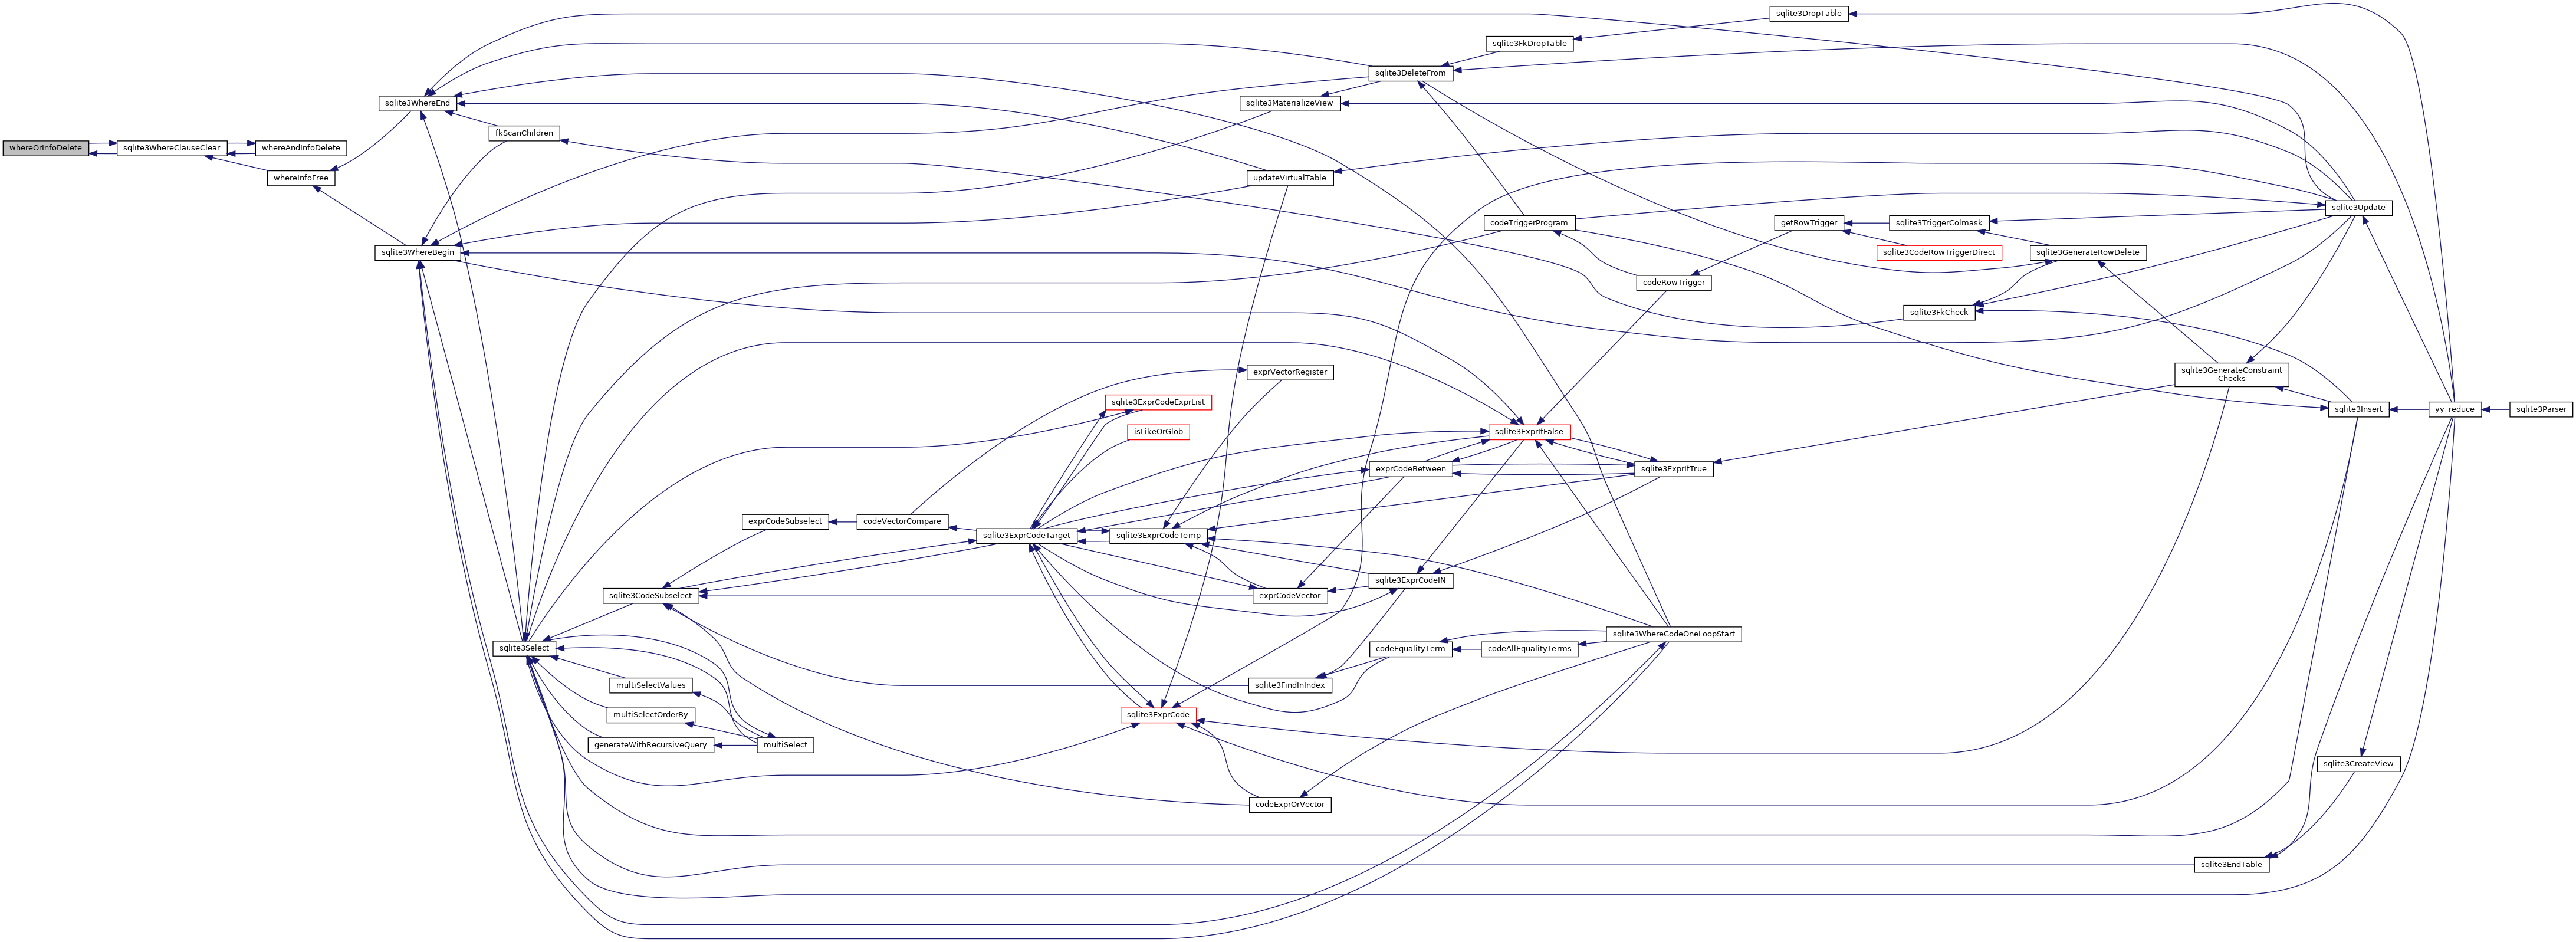 sqlite3DropTable
sqlite3FkDropTable
sqlite3DeleteFrom
sqlite3WhereEnd
sqlite3MaterializeView
fkScanChildren
whereOrInfoDelete
sqlite3WhereClauseClear
whereAndInfoDelete
whereInfoFree
updateVirtualTable
sqlite3Update
codeTriggerProgram
getRowTrigger
sqlite3TriggerColmask
sqlite3WhereBegin
sqlite3CodeRowTriggerDirect
sqlite3GenerateRowDelete
codeRowTrigger
sqlite3FkCheck
exprVectorRegister
sqlite3GenerateConstraint
Checks
sqlite3ExprCodeExprList
sqlite3Insert
yy_reduce
sqlite3Parser
isLikeOrGlob
sqlite3ExprIfFalse
exprCodeBetween
sqlite3ExprIfTrue
exprCodeSubselect
codeVectorCompare
sqlite3ExprCodeTarget
sqlite3ExprCodeTemp
sqlite3ExprCodeIN
sqlite3CodeSubselect
exprCodeVector
sqlite3WhereCodeOneLoopStart
sqlite3Select
codeEqualityTerm
codeAllEqualityTerms
multiSelectValues
sqlite3FindInIndex
multiSelectOrderBy
sqlite3ExprCode
generateWithRecursiveQuery
multiSelect
sqlite3CreateView
codeExprOrVector
sqlite3EndTable